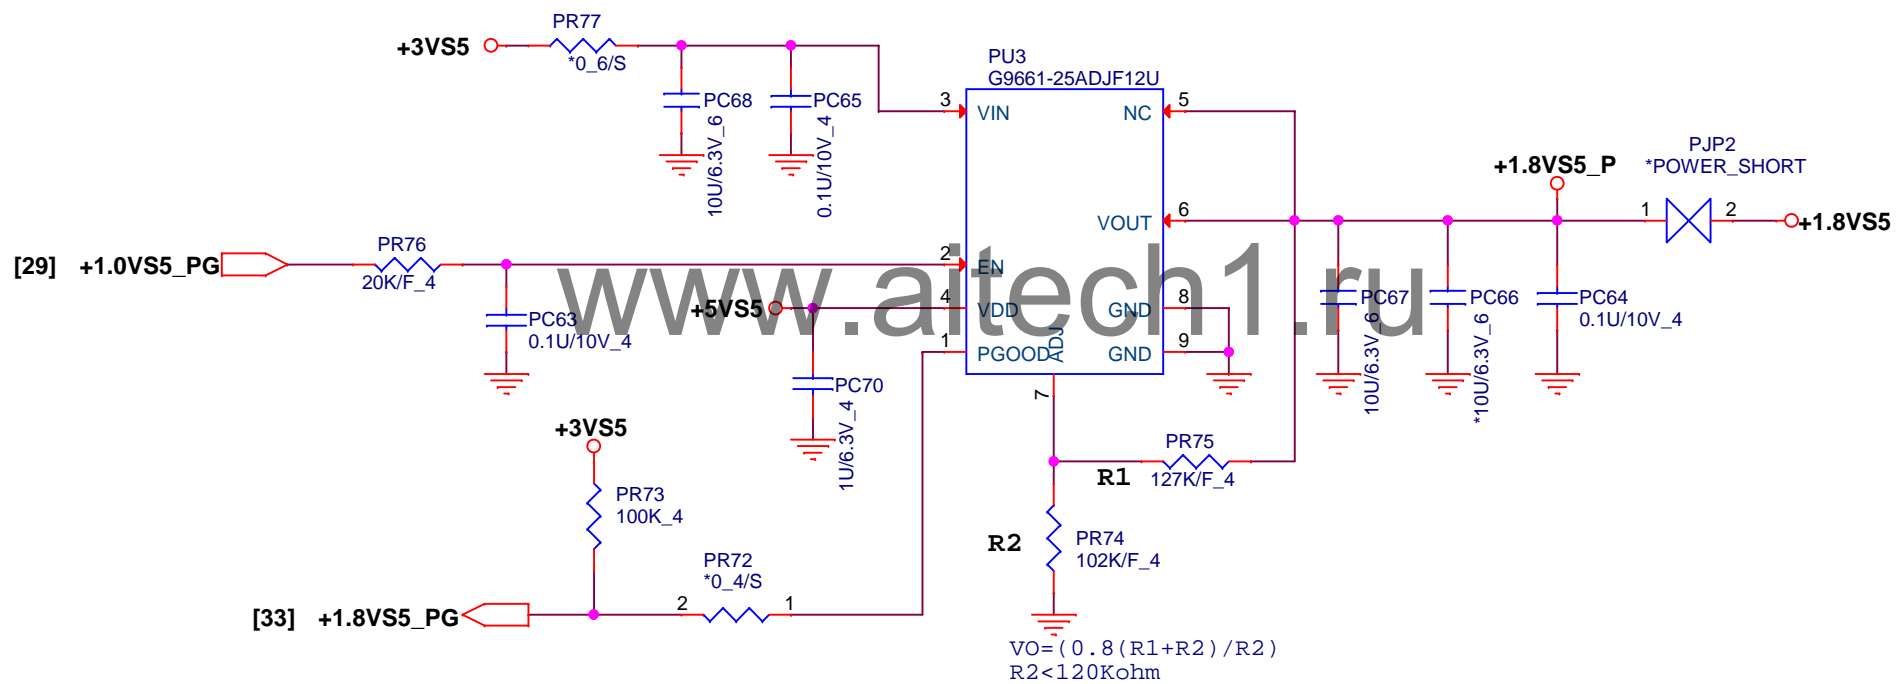 PR77
+3VS5
*0_6/S
PC68
10U/6.3V_6
PC65
0.1U/10V_4
PU3
G9661-25ADJF12U
3
VIN
NC
5
VOUT
6
2
EN
4
VDD
GND
8
1
PGOOD
GND
9
ADJ
7
PJP2
*POWER_SHORT
+1.8VS5_P
1
2
+1.8VS5
[29] +1.0VS5_PG
PR76
20K/F_4
PC63
0.1U/10V_4
+5VS5
PC70
1U/6.3V_4
PC67
10U/6.3V_6
PC66
*10U/6.3V_6
PC64
0.1U/10V_4
www.aitech1.ru
+3VS5
PR73
100K_4
PR72
*0_4/S
2
1
[33] +1.8VS5_PG
R1
PR75
127K/F_4
R2
PR74
102K/F_4
VO=(0.8(R1+R2)/R2)
R2<120Kohm